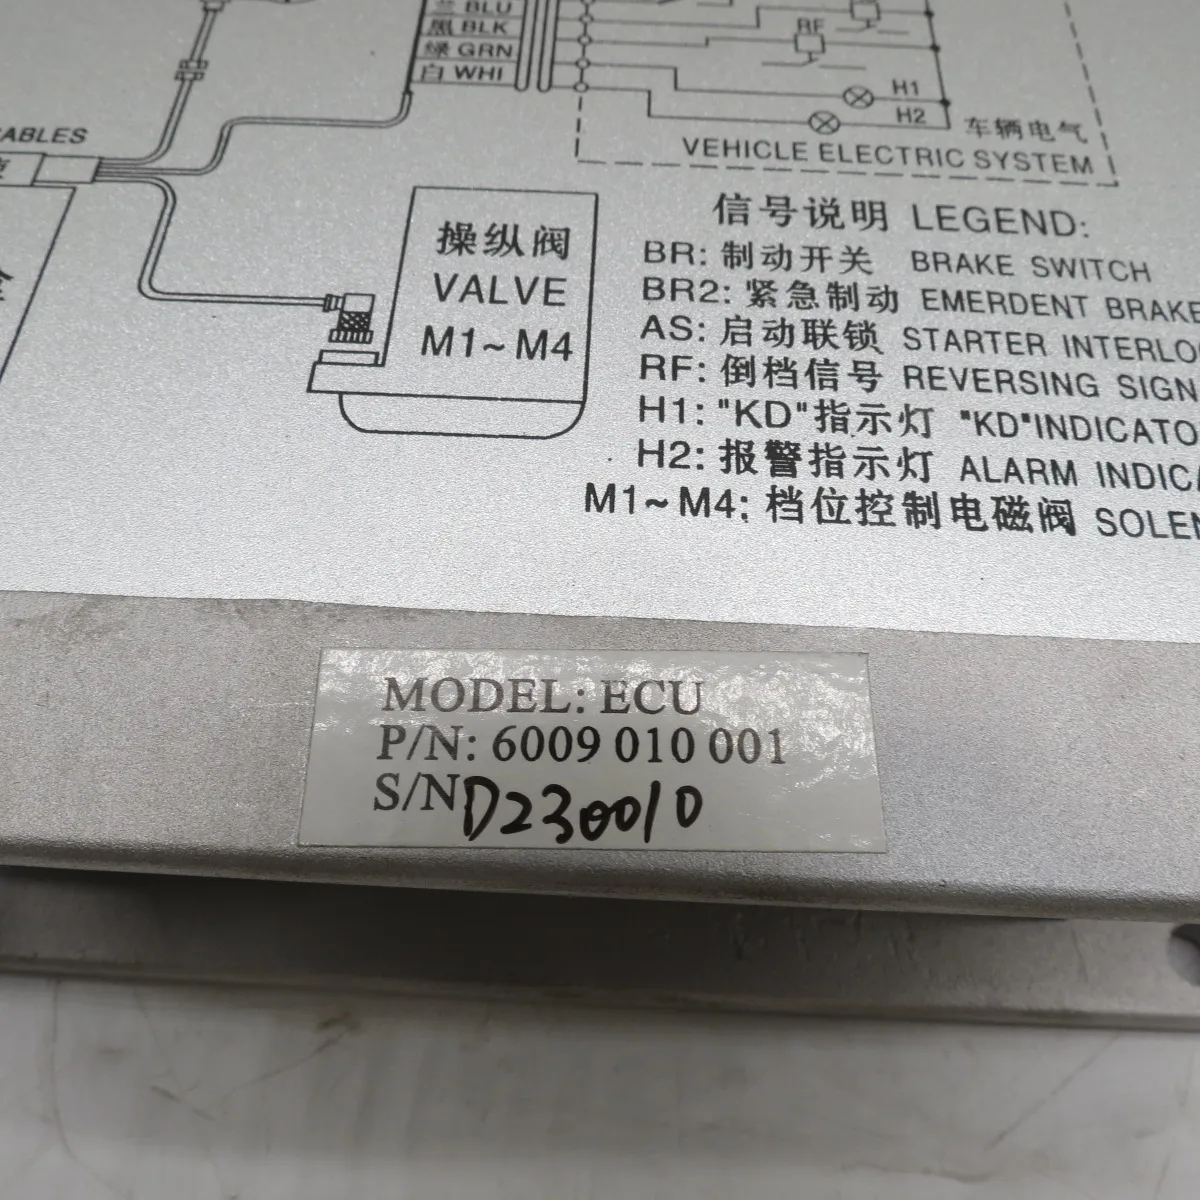 兰 BLU
黑 BLK
绿 GRN
白 WHI
RF
H1
H2
车辆电气
VEHICLE ELECTRIC SYSTEM
ABLES
操纵阀
VALVE
M1~M4
信号说明 LEGEND:
BR: 制动开关 BRAKE SWITCH
BR2: 紧急制动 EMERDENT BRAKE
AS: 启动联锁 STARTER INTERLO
RF: 倒档信号 REVERSING SIGN
H1: "KD"指示灯 "KD"INDICATO
H2: 报警指示灯 ALARM INDICA
M1~M4: 档位控制电磁阀 SOLEN
MODEL: ECU
P/N: 6009 010 001
S/N D230010